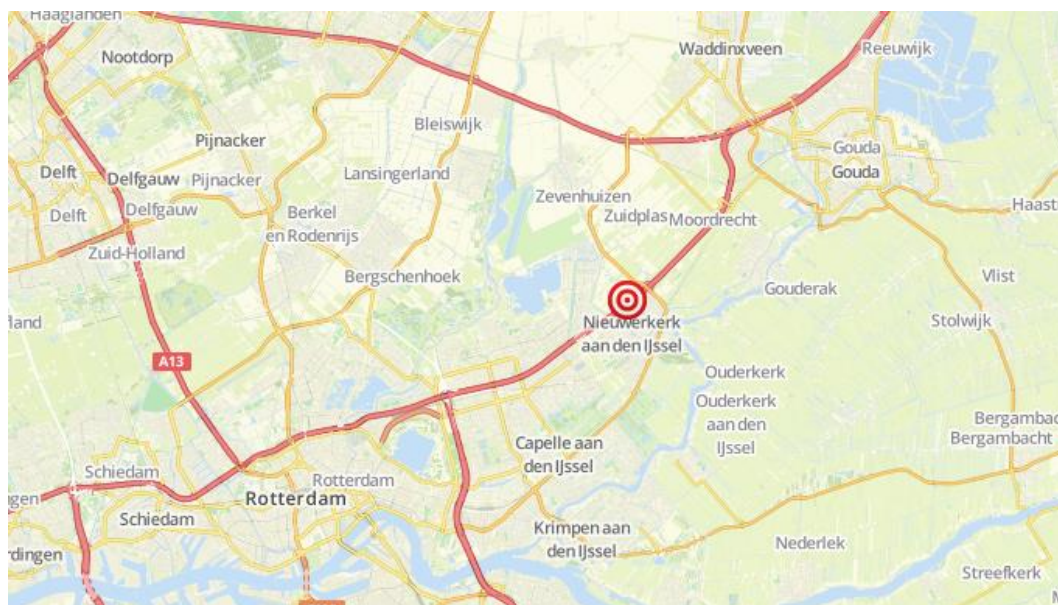 Haaglanden
Nootdorp
Waddinxveen
Reeuwijk
Bleiswijk
Pijnacker
Gouda
Delft
Delfgauw
Pijnacker
Lansingerland
Gouda
Zevenhuizen
Delft
Delfgauw
Berkel
en Rodenrijs
Zuidplas
Moordrecht
Haast
Zuid-Holland
Bergschenhoek
Vlist
Gouderak
Nieuwerkerk
aan den IJssel
Stolwijk
A13
Ouderkerk
Ouderkerk
aan den
IJssel
Bergambac
Bergambacht
Capelle aan
den IJssel
Schiedam
Rotterdam
Rotterdam
Schiedam
Krimpen aan
den IJssel
Nederlek
Streefkerk